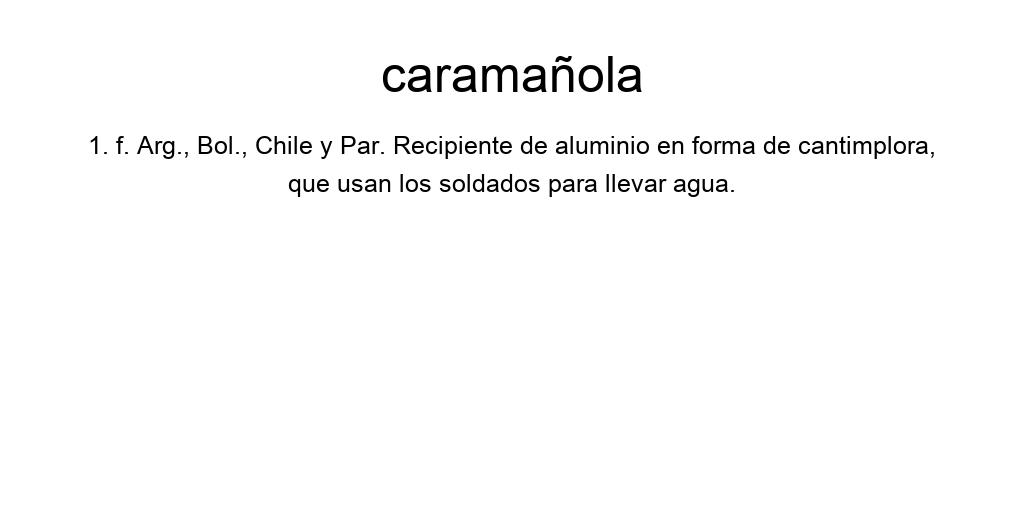 caramañola
1. f. Arg., Bol., Chile y Par. Recipiente de aluminio en forma de cantimplora,
que usan los soldados para llevar agua.